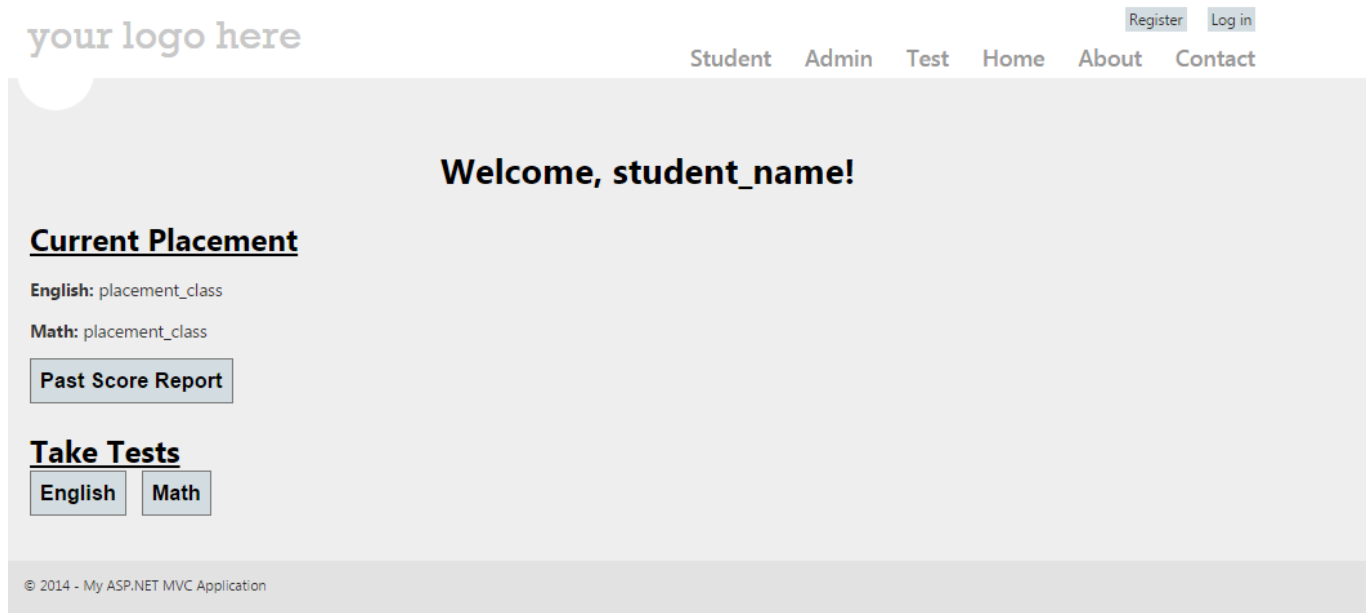 your logo here
Register Log in
Student Admin Test Home About Contact
Welcome, student_name!
Current Placement
English: placement_class
Math: placement_class
Past Score Report
Take Tests
English Math
© 2014 - My ASP.NET MVC Application